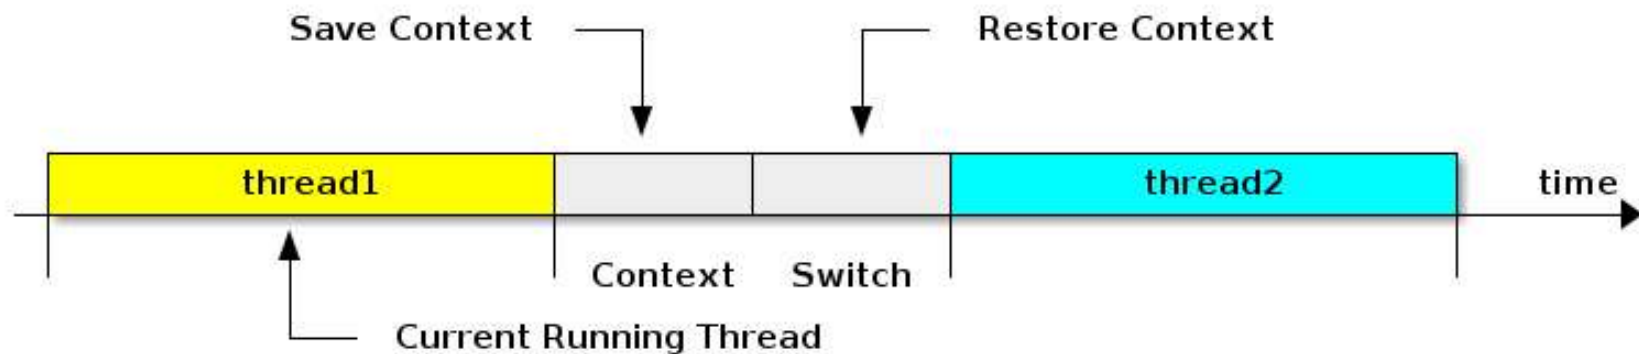 Save Context
Restore Context
thread1
thread2
time
Context Switch
Current Running Thread